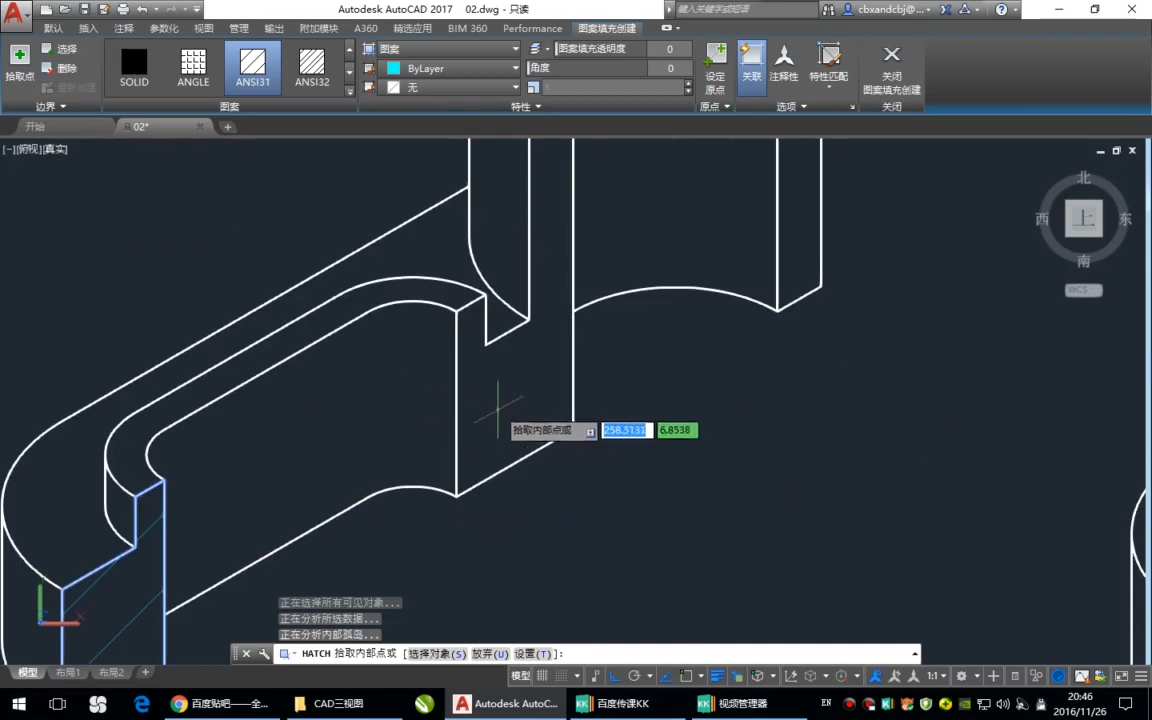 Autodesk AutoCAD 2017 02.dwg - 只读
键入关键字或短语
cbxandcbj@...
默认 插入 注释 参数化 视图 管理 输出 附加模块 A360 精选应用 BIM 360 Performance 图案填充创建
拾取点
选择
删除
重新创建
SOLID ANGLE ANSI31 ANSI32
图案
ByLayer
无
图案填充透明度 0
角度 0
1
设定
原点
关联 注释性 特性匹配
关闭
图案填充创建
边界 图案 特性 原点 选项 关闭
开始 02*
[−][俯视][真实]
北
西 上 东
南
WCS
拾取内部点或 258.5131 6.8538
正在选择所有可见对象...
正在分析所选数据...
正在分析内部孤岛...
HATCH 拾取内部点或 [选择对象(S) 放弃(U) 设置(T)]:
模型 布局1 布局2
模型 1:1
百度贴吧——全... CAD三视图 Autodesk AutoC... 百度传课KK 视频管理器
EN
20:46
2016/11/26